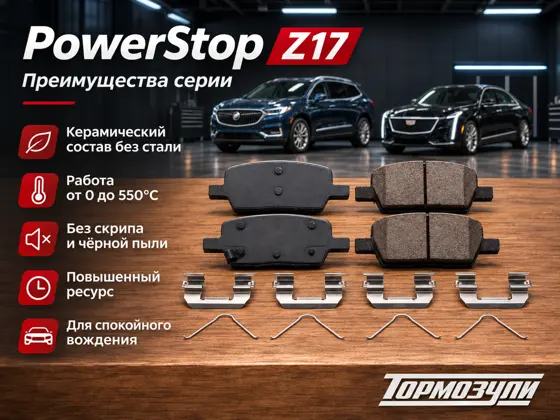 PowerStop Z17
Преимущества серии
Керамический
состав без стали
Работа
от 0 до 550°C
Без скрипа
и чёрной пыли
Повышенный
ресурс
Для спокойного
вождения
ТОРМОЗУЛИ